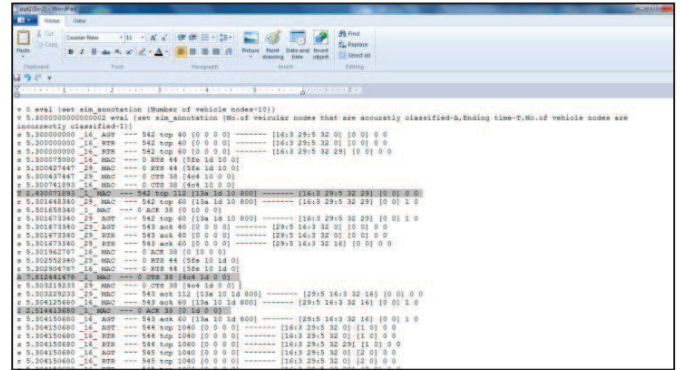 out2(Sc-2) - WordPad
Home
View
Cut
Copy
Paste
Clipboard
Courier New
11
Font
Paragraph
Picture
Paint drawing
Date and time
Insert object
Insert
Find
Replace
Select all
Editing
v 0 eval {set sim_annotation {Number of vehicle nodes=10}}
v 5.3000000000000002 eval {set sim_annotation {No.of veicular nodes that are accuratly classified-A,Ending time-T,No.of vehicle nodes are
incorrectly classified-I}}
s 5.300000000 _16_ AGT --- 542 tcp 40 [0 0 0 0] ------- [16:3 29:5 32 0] [0 0] 0 0
r 5.300000000 _16_ RTR --- 542 tcp 40 [0 0 0 0] ------- [16:3 29:5 32 0] [0 0] 0 0
s 5.300000000 _16_ RTR --- 542 tcp 60 [0 0 0 0] ------- [16:3 29:5 32 29] [0 0] 0 0
s 5.300075000 _16_ MAC --- 0 RTS 44 [5fe 1d 10 0]
r 5.300427447 _29_ MAC --- 0 RTS 44 [5fe 1d 10 0]
s 5.300437447 _29_ MAC --- 0 CTS 38 [4c4 10 0 0]
r 5.300741893 _16_ MAC --- 0 CTS 38 [4c4 10 0 0]
T 2.430071893 _1_ MAC --- 542 tcp 112 [13a 1d 10 800] ------- [16:3 29:5 32 29] [0 0] 0 0
r 5.301648340 _29_ MAC --- 542 tcp 60 [13a 1d 10 800] ------- [16:3 29:5 32 29] [0 0] 1 0
s 5.301658340 _29_ MAC --- 0 ACK 38 [0 10 0 0]
r 5.301673340 _29_ AGT --- 542 tcp 60 [13a 1d 10 800] ------- [16:3 29:5 32 29] [0 0] 1 0
s 5.301673340 _29_ AGT --- 543 ack 40 [0 0 0 0] ------- [29:5 16:3 32 0] [0 0] 0 0
r 5.301673340 _29_ RTR --- 543 ack 40 [0 0 0 0] ------- [29:5 16:3 32 0] [0 0] 0 0
s 5.301673340 _29_ RTR --- 543 ack 60 [0 0 0 0] ------- [29:5 16:3 32 16] [0 0] 0 0
r 5.301962787 _16_ MAC --- 0 ACK 38 [0 10 0 0]
s 5.302552340 _29_ MAC --- 0 RTS 44 [5fe 10 1d 0]
r 5.302904787 _16_ MAC --- 0 RTS 44 [5fe 10 1d 0]
A 7.812441478 _1_ MAC --- 0 CTS 38 [4c4 1d 0 0]
r 5.303219233 _29_ MAC --- 0 CTS 38 [4c4 1d 0 0]
s 5.303229233 _29_ MAC --- 543 ack 112 [13a 10 1d 800] ------- [29:5 16:3 32 16] [0 0] 0 0
r 5.304125680 _16_ MAC --- 543 ack 60 [13a 10 1d 800] ------- [29:5 16:3 32 16] [0 0] 1 0
I 2.514413680 _1_ MAC --- 0 ACK 38 [0 1d 0 0]
r 5.304150680 _16_ AGT --- 543 ack 60 [13a 10 1d 800] ------- [29:5 16:3 32 16] [0 0] 1 0
s 5.304150680 _16_ AGT --- 544 tcp 1040 [0 0 0 0] ------- [16:3 29:5 32 0] [1 0] 0 0
r 5.304150680 _16_ RTR --- 544 tcp 1040 [0 0 0 0] ------- [16:3 29:5 32 0] [1 0] 0 0
s 5.304150680 _16_ RTR --- 544 tcp 1060 [0 0 0 0] ------- [16:3 29:5 32 29] [1 0] 0 0
s 5.304150680 _16_ AGT --- 545 tcp 1040 [0 0 0 0] ------- [16:3 29:5 32 0] [2 0] 0 0
r 5.304150680 _16_ RTR --- 545 tcp 1040 [0 0 0 0] ------- [16:3 29:5 32 0] [2 0] 0 0